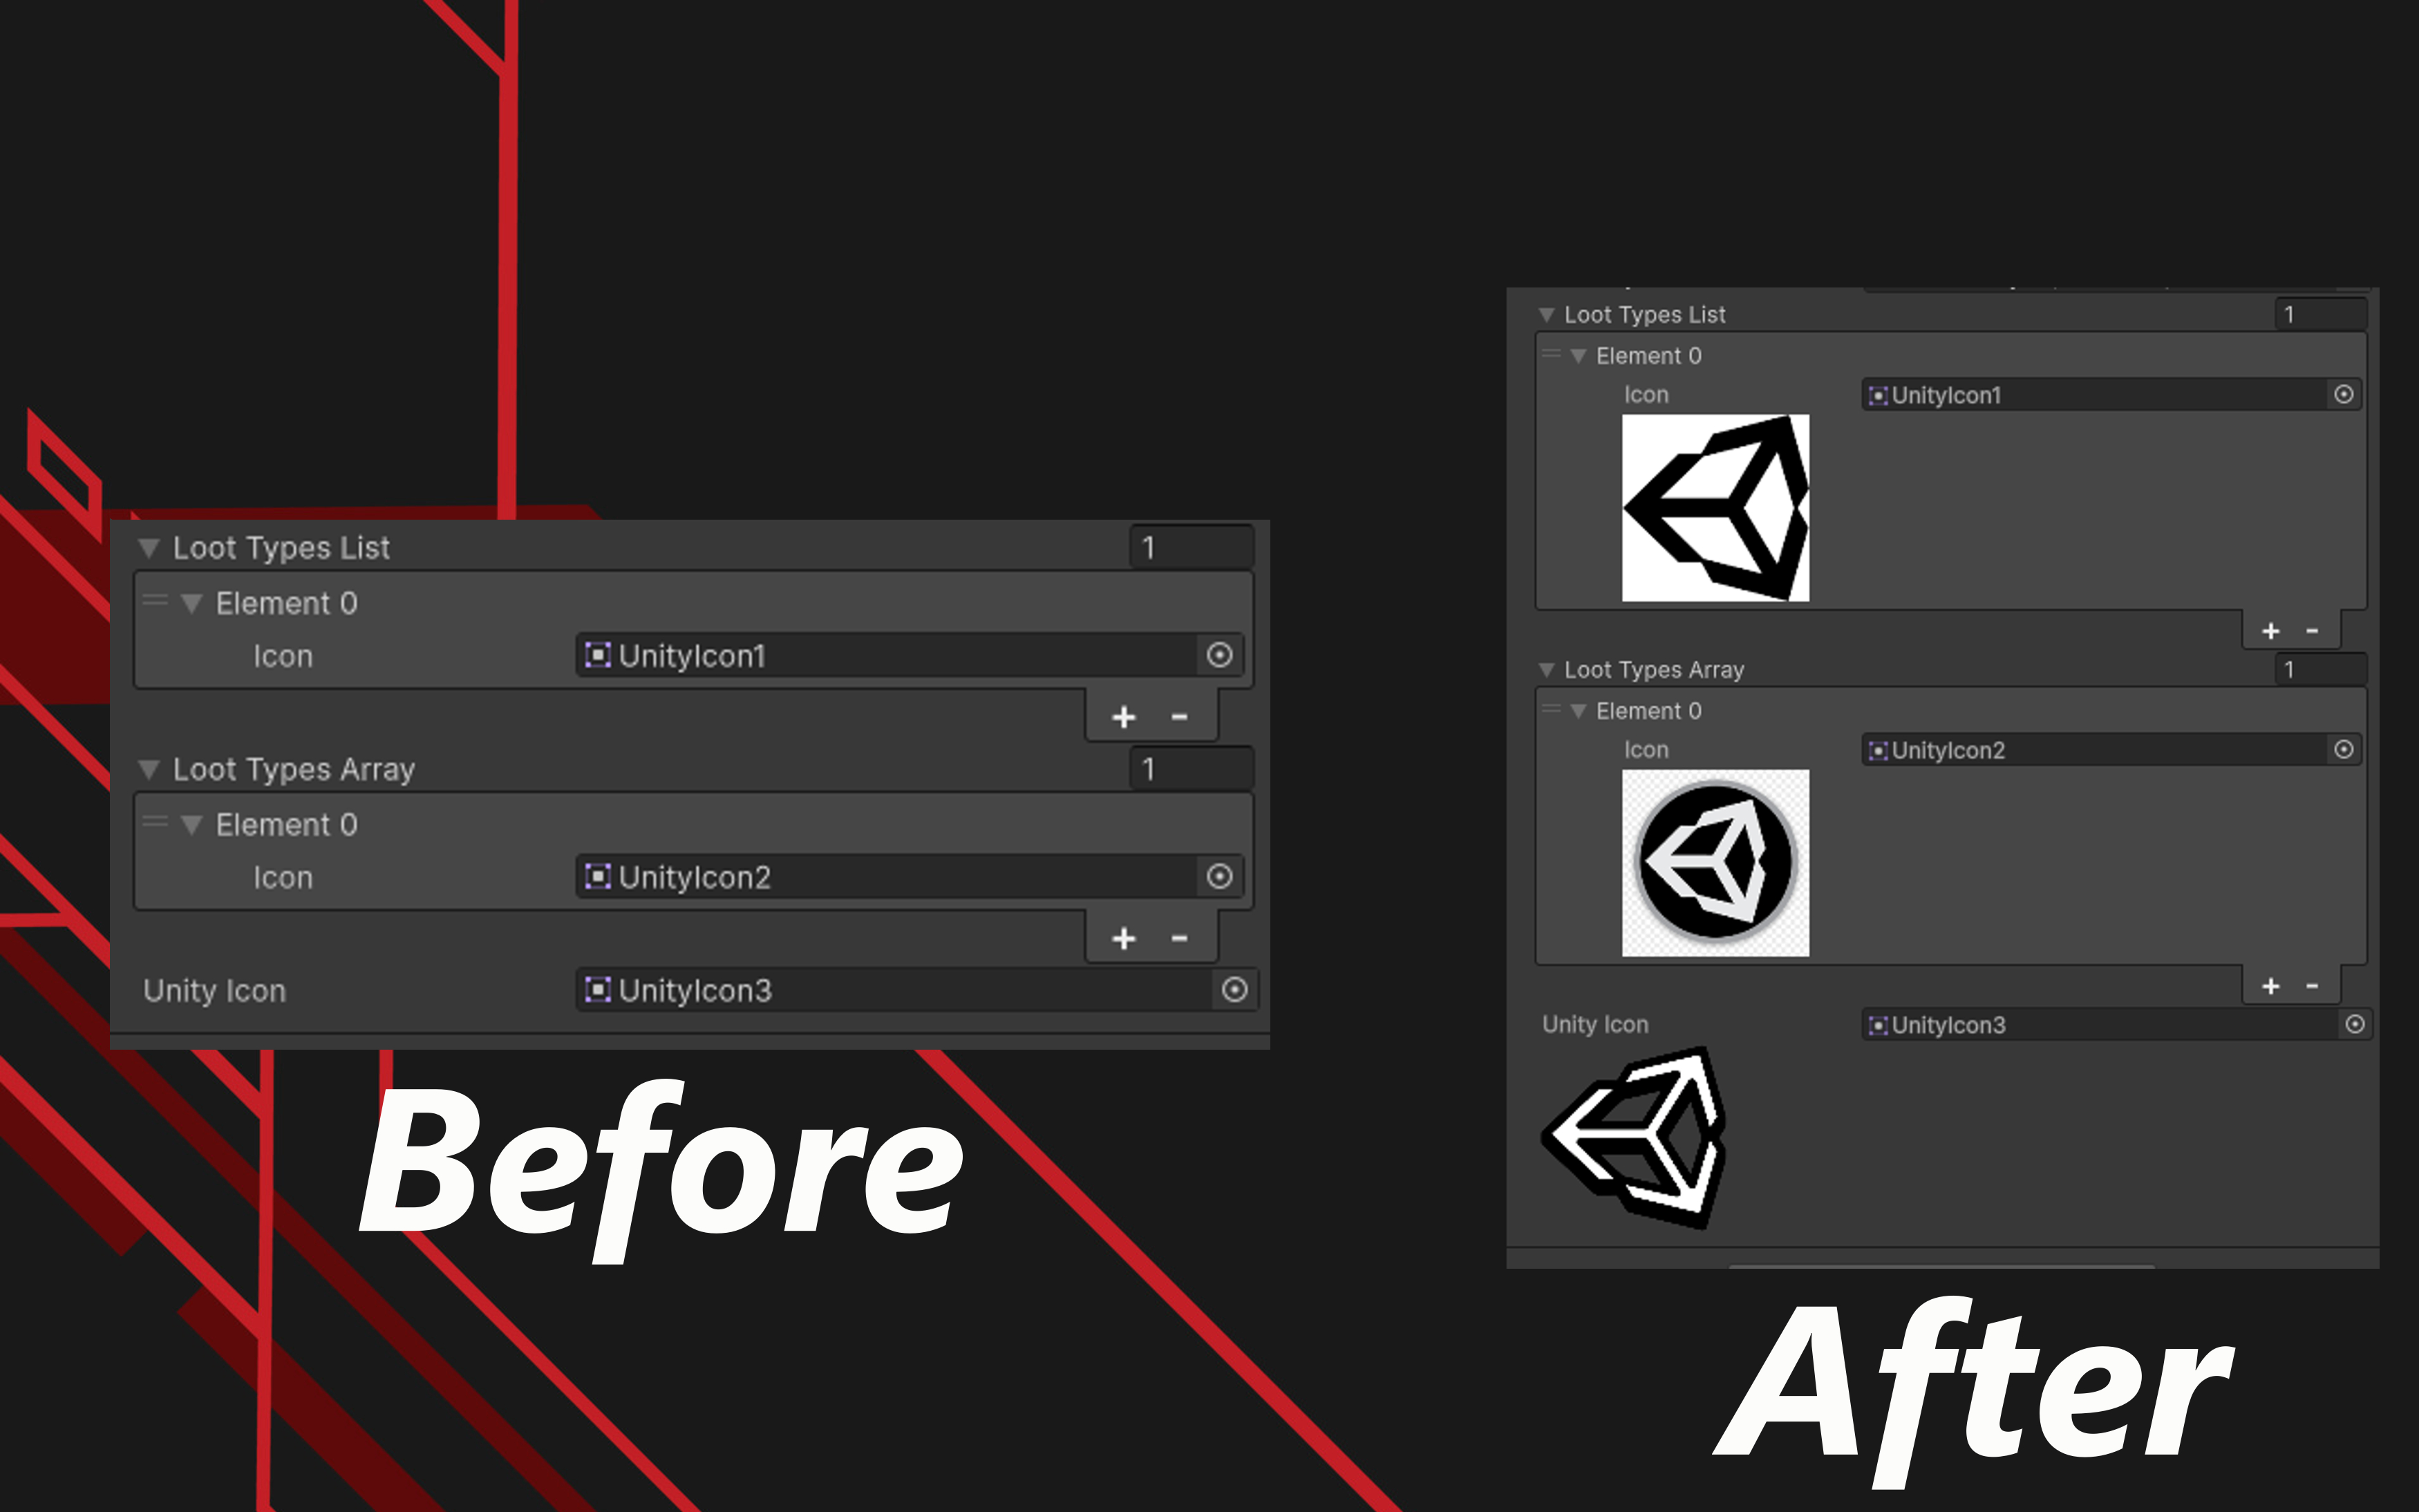 Loot Types List 1
Element 0
Icon UnityIcon1
+ -
Loot Types Array 1
Element 0
Icon UnityIcon2
+ -
Unity Icon UnityIcon3
Before
Loot Types List 1
Element 0
Icon UnityIcon1
+ -
Loot Types Array 1
Element 0
Icon UnityIcon2
+ -
Unity Icon UnityIcon3
After